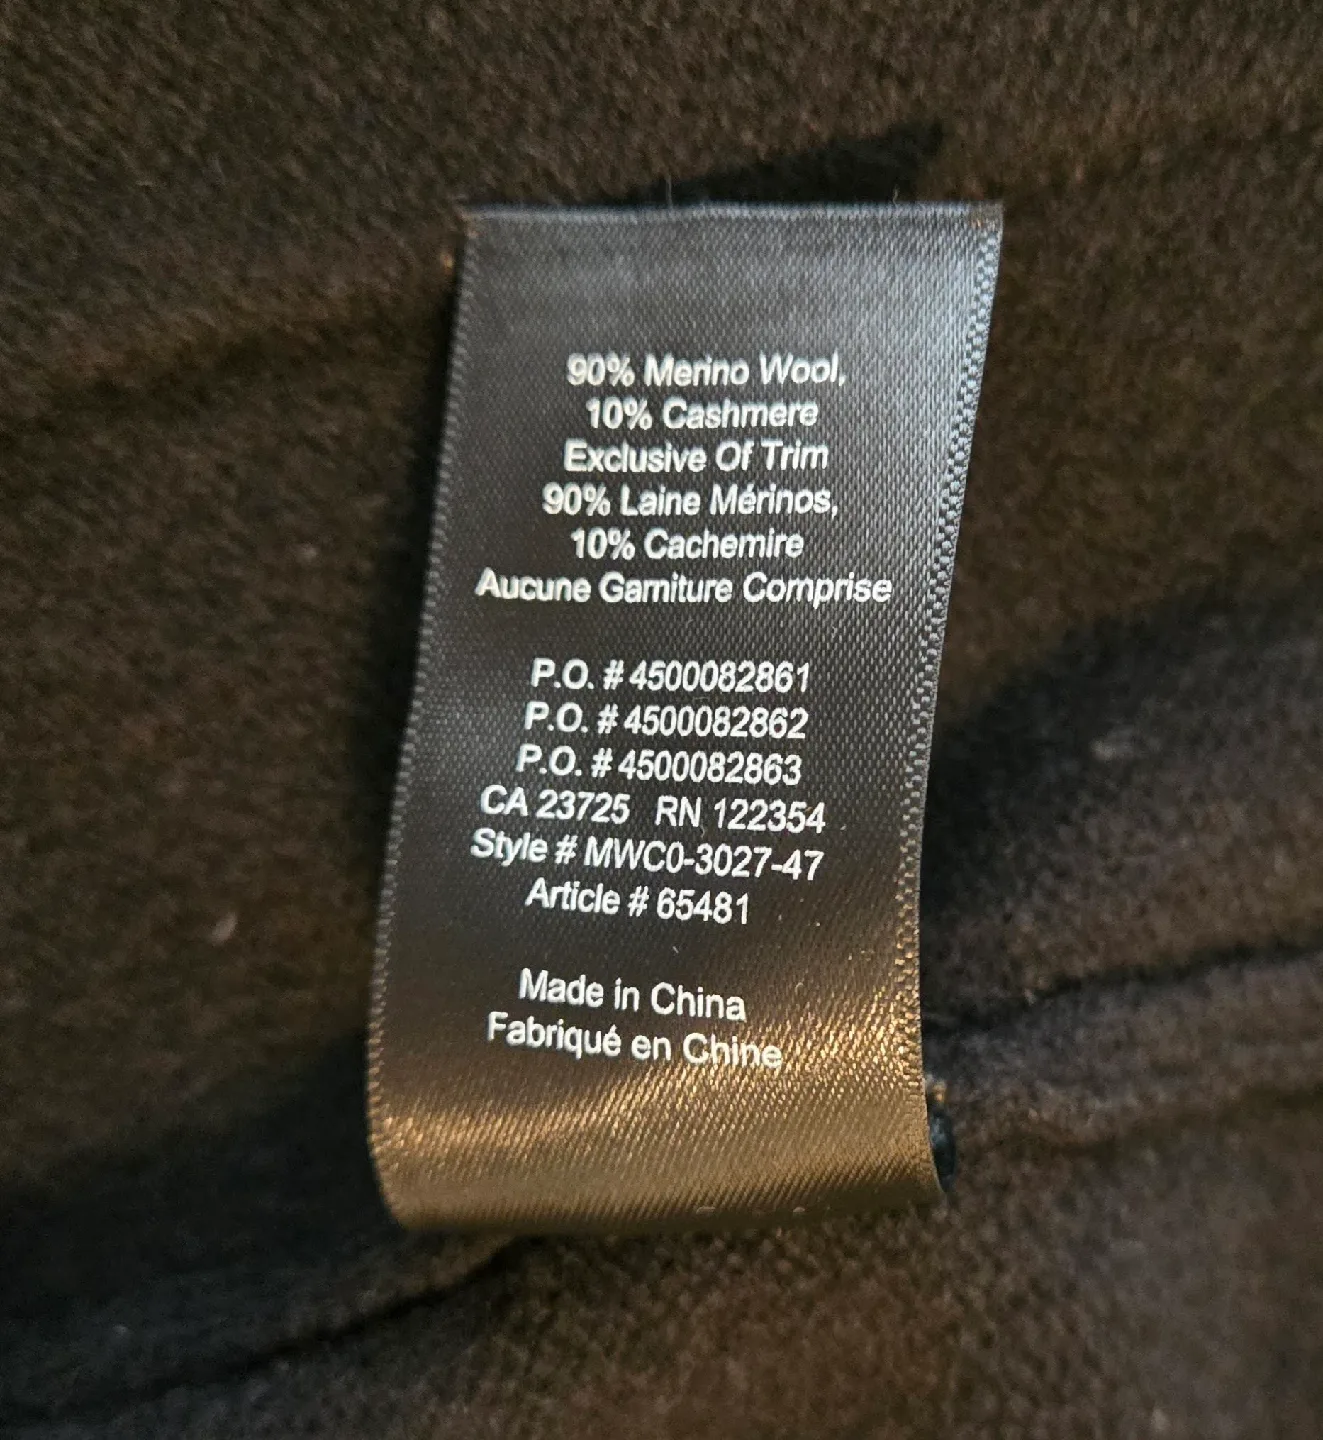 90% Merino Wool,
10% Cashmere
Exclusive Of Trim
90% Laine Mérinos,
10% Cachemire
Aucune Garniture Comprise
P.O. # 4500082861
P.O. # 4500082862
P.O. # 4500082863
CA 23725 RN 122354
Style # MWC0-3027-47
Article # 65481
Made in China
Fabriqué en Chine